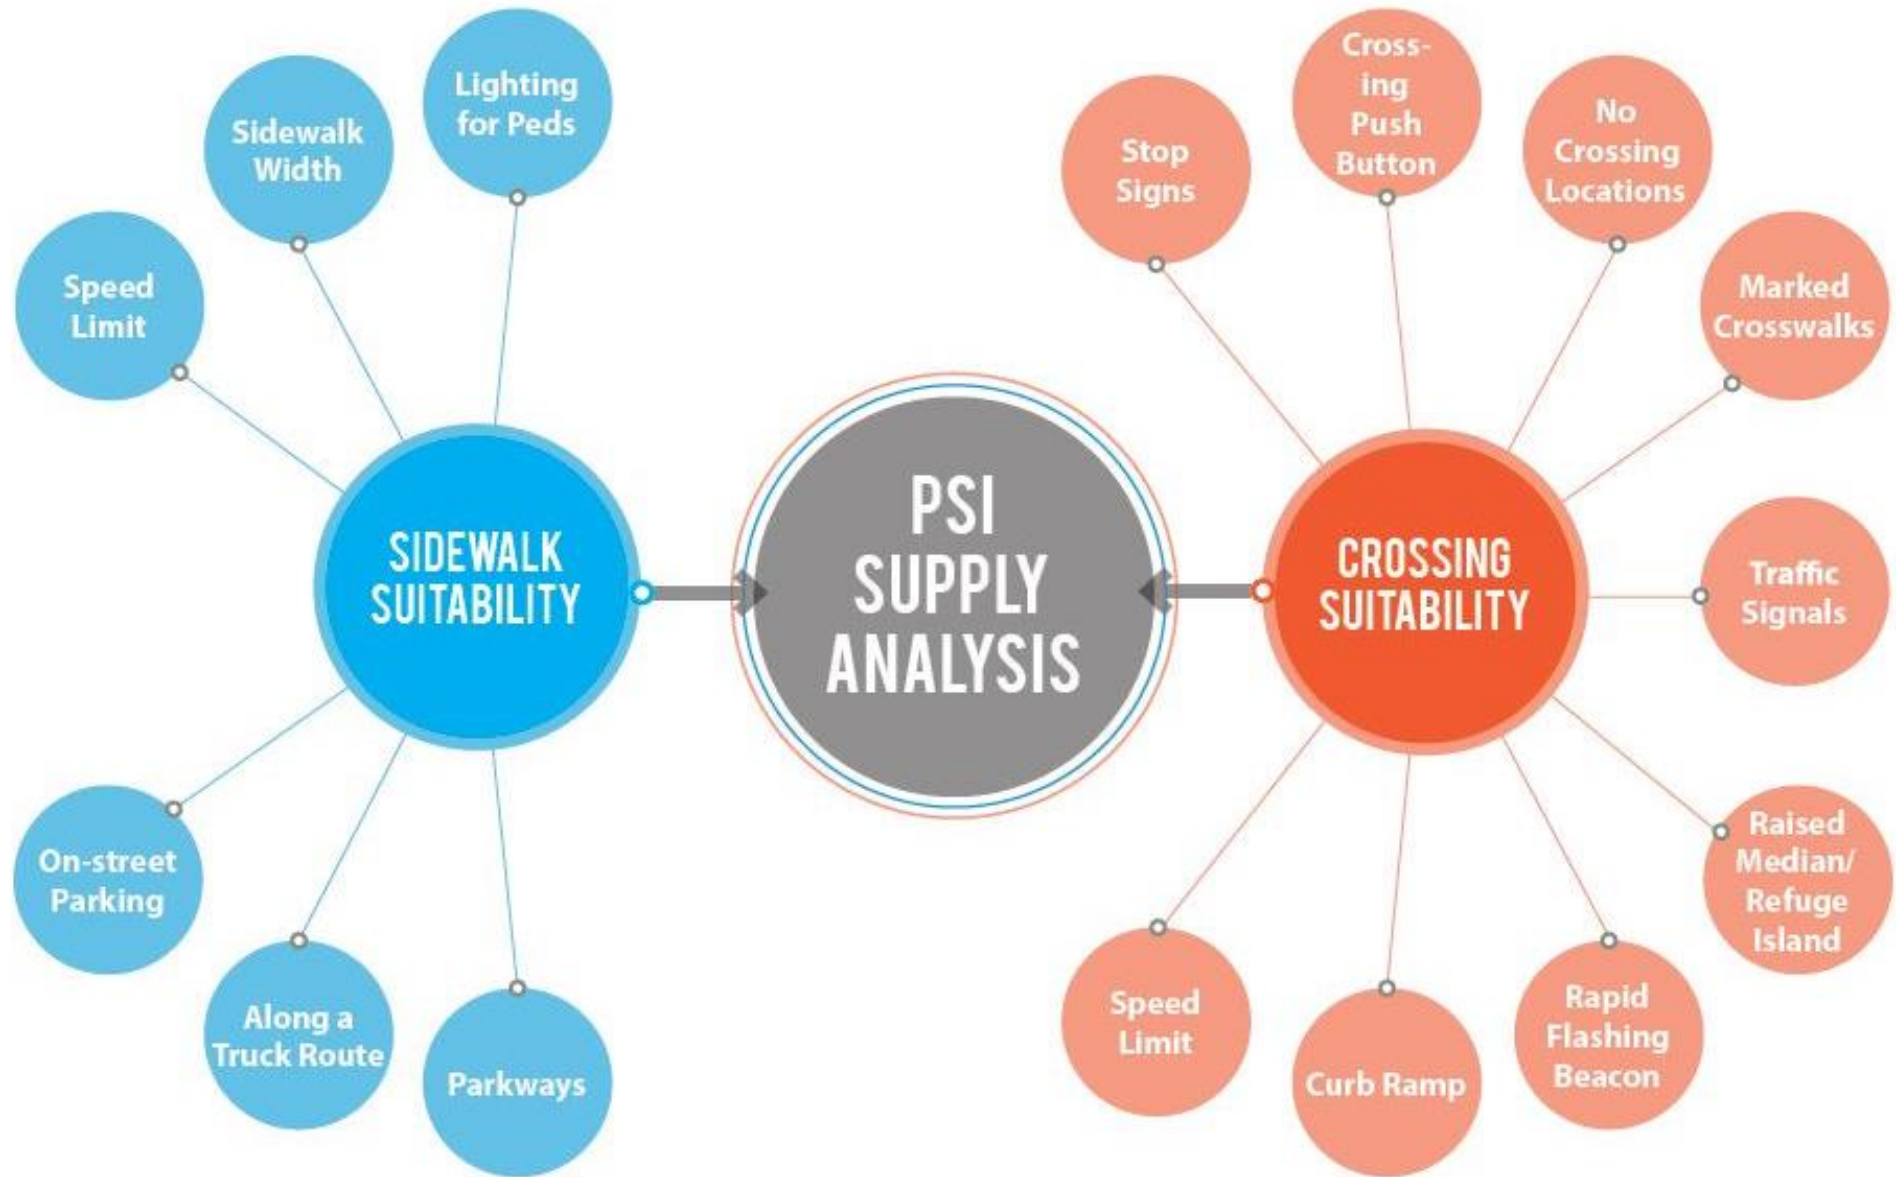 Lighting
for Peds
Sidewalk
Width
Speed
Limit
SIDEWALK
SUITABILITY
On-street
Parking
Along a
Truck Route
Parkways
PSI
SUPPLY
ANALYSIS
Stop
Signs
Cross-
ing
Push
Button
No
Crossing
Locations
Marked
Crosswalks
CROSSING
SUITABILITY
Traffic
Signals
Raised
Median/
Refuge
Island
Rapid
Flashing
Beacon
Curb Ramp
Speed
Limit